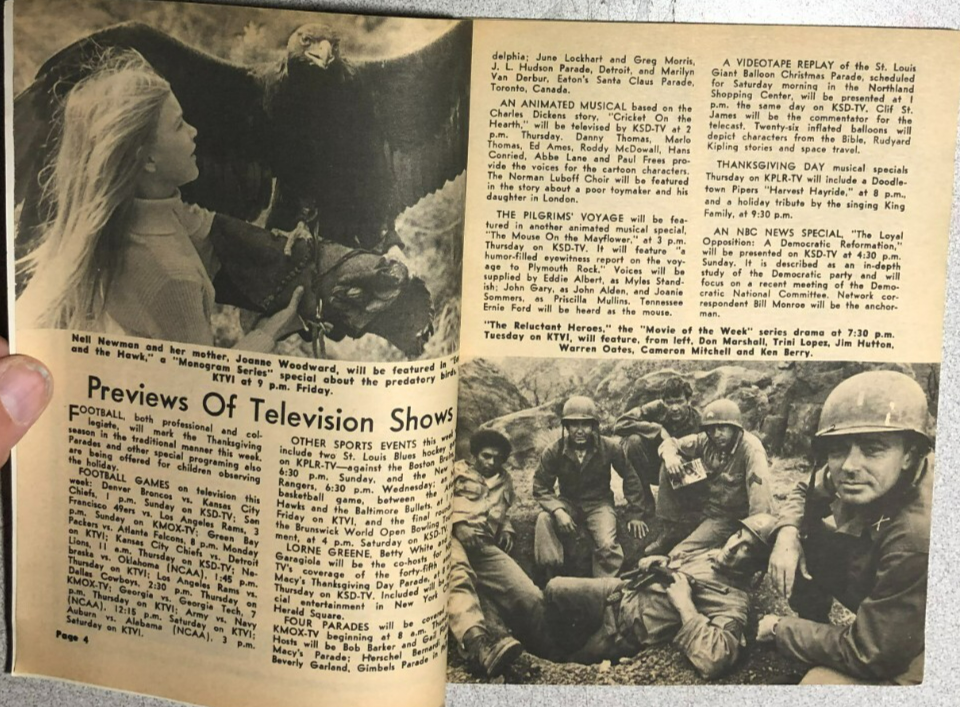 Nell Newman and her mother, Joanne Woodward, will be featured in
and the Hawk," a "Monogram Series" special about the predatory birds,
KTVI at 9 p.m. Friday.
Previews Of Television Shows
FOOTBALL, both professional and col-
legiate, will mark the Thanksgiving
season in the traditional manner this week.
Parades and other special programing also
are being offered for children observing
the holiday.
FOOTBALL GAMES on television this
week: Denver Broncos vs. Kansas City
Chiefs, 1 p.m. Sunday on KSD-TV; San
Francisco 49ers vs. Los Angeles Rams, 3
p.m. Sunday on KMOX-TV; Green Bay
Packers vs. Atlanta Falcons, 8 p.m. Monday
on KTVI; Kansas City Chiefs vs. Detroit
Lions, 11 a.m. Thursday on KSD-TV; Ne-
braska vs. Oklahoma (NCAA), 1:45 p.m.
Thursday on KTVI; Los Angeles Rams vs.
Dallas Cowboys, 2:30 p.m. Thursday on
KMOX-TV; Georgia vs. Georgia Tech, 7
p.m. Thursday on KTVI; Army vs. Navy
(NCAA), 12:15 p.m. Saturday on KTVI;
Auburn vs. Alabama (NCAA), 3 p.m.
Saturday on KTVI.
Page 4
OTHER SPORTS EVENTS this
include two St. Louis Blues hockey
on KPLR-TV—against the Boston
6:30 p.m. Sunday, and the New
Rangers, 6:30 p.m. Wednesday;
basketball game, between the
Hawks and the Baltimore Bullets, at
Friday on KTVI, and the final
the Brunswick World Open Bowling
ment, at 4 p.m. Saturday on KSD-
LORNE GREENE, Betty White
Garagiola will be the co-hosts for
TV's coverage of the forty-fifth
Macy's Thanksgiving Day Parade,
Thursday on KSD-TV. Included will
cial entertainment in New York
Herald Square.
FOUR PARADES will be
KMOX-TV beginning at 8 a.m.
Hosts will be Bob Barker and
Macy's Parade; Herschel
Beverly Garland, Gimbels Parade in
delphia; June Lockhart and Greg Morris,
J. L. Hudson Parade, Detroit, and Marilyn
Van Derbur, Eaton's Santa Claus Parade,
Toronto, Canada.
AN ANIMATED MUSICAL based on the
Charles Dickens story, "Cricket On the
Hearth," will be televised by KSD-TV at 2
p.m. Thursday. Danny Thomas, Marlo
Thomas, Ed Ames, Roddy McDowall, Hans
Conried, Abbe Lane and Paul Frees pro-
vide the voices for the cartoon characters.
The Norman Luboff Choir will be featured
in the story about a poor toymaker and his
daughter in London.
THE PILGRIMS' VOYAGE will be fea-
tured in another animated musical special,
"The Mouse On the Mayflower," at 3 p.m.
Thursday on KSD-TV. It will feature "a
humor-filled eyewitness report on the voy-
age to Plymouth Rock." Voices will be
supplied by Eddie Albert, as Myles Stand-
ish; John Gary, as John Alden, and Joanie
Sommers, as Priscilla Mullins. Tennessee
Ernie Ford will be heard as the mouse.
A VIDEOTAPE REPLAY of the St. Louis
Giant Balloon Christmas Parade, scheduled
for Saturday morning in the Northland
Shopping Center, will be presented at 1
p.m. the same day on KSD-TV. Clif St.
James will be the commentator for the
telecast. Twenty-six inflated balloons will
depict characters from the Bible, Rudyard
Kipling stories and space travel.
THANKSGIVING DAY musical specials
Thursday on KPLR-TV will include a Doodle-
town Pipers "Harvest Hayride," at 8 p.m.,
and a holiday tribute by the singing King
Family, at 9:30 p.m.
AN NBC NEWS SPECIAL, "The Loyal
Opposition: A Democratic Reformation,"
will be presented on KSD-TV at 4:30 p.m.
Sunday. It is described as an in-depth
study of the Democratic party and will
focus on a recent meeting of the Demo-
cratic National Committee. Network cor-
respondent Bill Monroe will be the anchor-
man.
"The Reluctant Heroes," the "Movie of the Week" series drama at 7:30 p.m.
Tuesday on KTVI, will feature, from left, Don Marshall, Trini Lopez, Jim Hutton,
Warren Oates, Cameron Mitchell and Ken Berry.